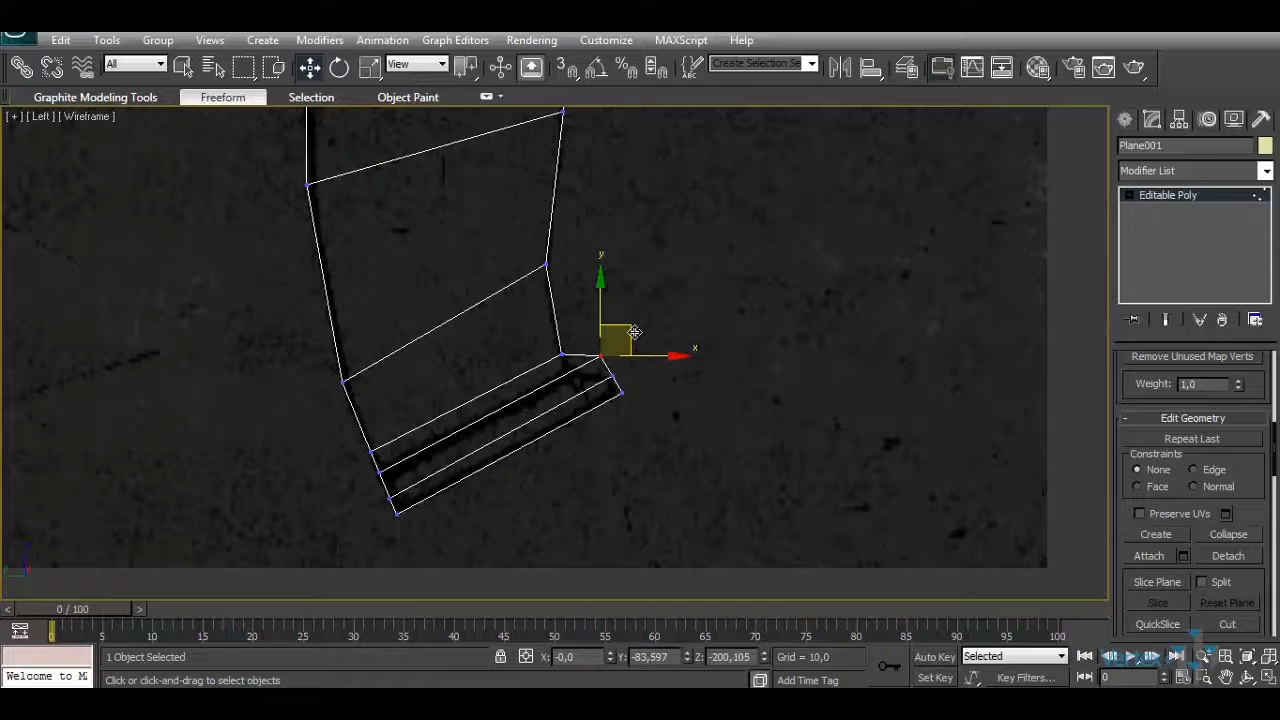 Edit Tools Group Views Create Modifiers Animation Graph Editors Rendering Customize MAXScript Help
All View 3 ABC Create Selection Se
Graphite Modeling Tools Freeform Selection Object Paint
[ + ] [ Left ] [ Wireframe ]
Plane001
Modifier List
Editable Poly
y
x
Remove Unused Map Verts
Weight: 1,0
- Edit Geometry
Repeat Last
Constraints
None Edge
Face Normal
Preserve UVs
Create Collapse
Attach Detach
Slice Plane Split
Slice Reset Plane
QuickSlice Cut
< 0 / 100 >
0 5 10 15 20 25 30 35 40 45 50 55 60 65 70 75 80 85 90 95 100
1 Object Selected X: -0,0 Y: -83,597 Z: -200,105 Grid = 10,0 Auto Key Selected
Welcome to M Click or click-and-drag to select objects Add Time Tag Set Key Key Filters... 0